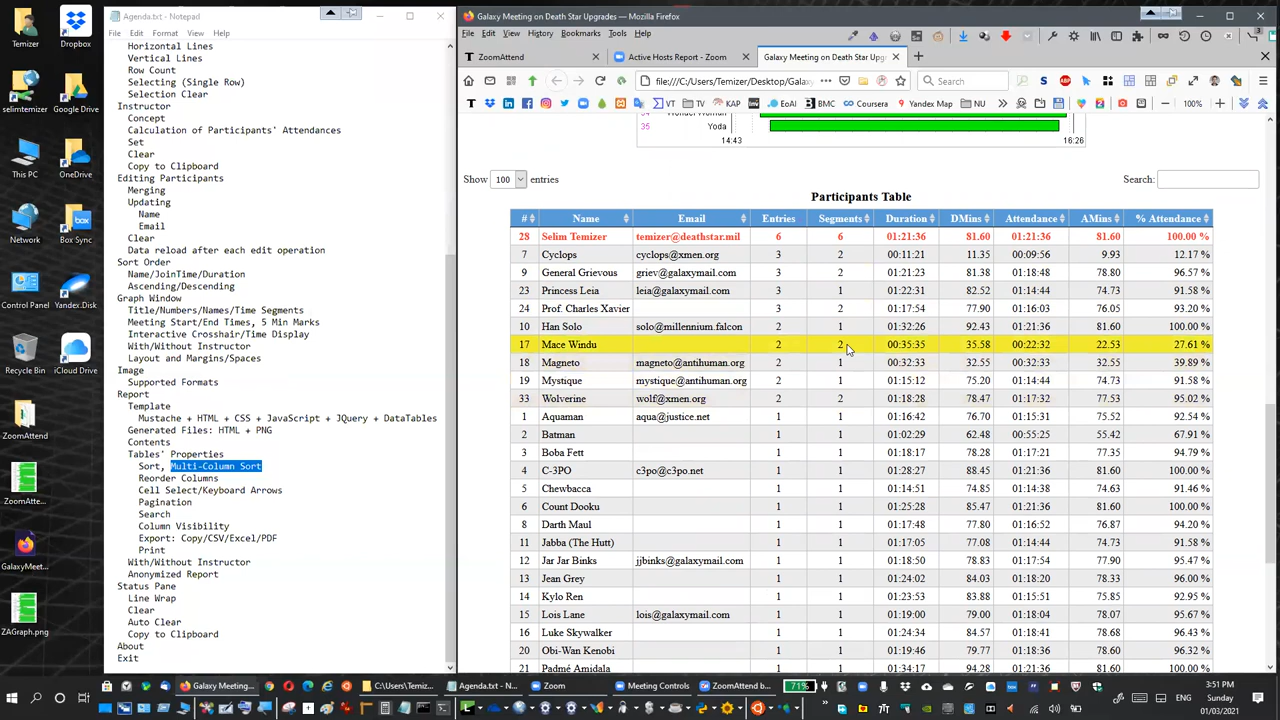 Temizer
Dropbox
selimtemizer
Google Drive
This PC
OneDrive
Network
Box Sync
Control Panel
Yandex.Disk
Recycle Bin
iCloud Drive
ZoomAttend
ZoomAtte...
GalaxyMeet...
ZAGraph.png
Agenda.txt - Notepad
File Edit Format View Help
Horizontal Lines
Vertical Lines
Row Count
Selecting (Single Row)
Selection Clear
Instructor
Concept
Calculation of Participants' Attendances
Set
Clear
Copy to Clipboard
Editing Participants
Merging
Updating
Name
Email
Clear
Data reload after each edit operation
Sort Order
Name/JoinTime/Duration
Ascending/Descending
Graph Window
Title/Numbers/Names/Time Segments
Meeting Start/End Times, 5 Min Marks
Interactive Crosshair/Time Display
With/Without Instructor
Layout and Margins/Spaces
Image
Supported Formats
Report
Template
Mustache + HTML + CSS + JavaScript + JQuery + DataTables
Generated Files: HTML + PNG
Contents
Tables' Properties
Sort, Multi-Column Sort
Reorder Columns
Cell Select/Keyboard Arrows
Pagination
Search
Column Visibility
Export: Copy/CSV/Excel/PDF
Print
With/Without Instructor
Anonymized Report
Status Pane
Line Wrap
Clear
Auto Clear
Copy to Clipboard
About
Exit
Galaxy Meeting on Death Star Upgrades — Mozilla Firefox
File Edit View History Bookmarks Tools Help
ZoomAttend
Active Hosts Report - Zoom
Galaxy Meeting on Death Star Upgr
file:///C:/Users/Temizer/Desktop/Galaxy
Search
VT TV KAP EoAI BMC Coursera Yandex Map NU 100%
35 Yoda
14:43 16:26
Show 100 entries Search:
Participants Table
# Name Email Entries Segments Duration DMins Attendance AMins % Attendance
28 Selim Temizer temizer@deathstar.mil 6 6 01:21:36 81.60 01:21:36 81.60 100.00 %
7 Cyclops cyclops@xmen.org 3 2 00:11:21 11.35 00:09:56 9.93 12.17 %
9 General Grievous griev@galaxymail.com 3 2 01:21:23 81.38 01:18:48 78.80 96.57 %
23 Princess Leia leia@galaxymail.com 3 1 01:22:31 82.52 01:14:44 74.73 91.58 %
24 Prof. Charles Xavier 3 2 01:17:54 77.90 01:16:03 76.05 93.20 %
10 Han Solo solo@millennium.falcon 2 1 01:32:26 92.43 01:21:36 81.60 100.00 %
17 Mace Windu 2 2 00:35:35 35.58 00:22:32 22.53 27.61 %
18 Magneto magneto@antihuman.org 2 1 00:32:33 32.55 00:32:33 32.55 39.89 %
19 Mystique mystique@antihuman.org 2 1 01:15:12 75.20 01:14:44 74.73 91.58 %
33 Wolverine wolf@xmen.org 2 2 01:18:28 78.47 01:17:32 77.53 95.02 %
1 Aquaman aqua@justice.net 1 1 01:16:42 76.70 01:15:31 75.52 92.54 %
2 Batman 1 1 01:02:29 62.48 00:55:25 55.42 67.91 %
3 Boba Fett 1 1 01:18:17 78.28 01:17:21 77.35 94.79 %
4 C-3PO c3po@c3po.net 1 1 01:28:27 88.45 01:21:36 81.60 100.00 %
5 Chewbacca 1 1 01:14:51 74.85 01:14:38 74.63 91.46 %
6 Count Dooku 1 1 01:25:28 85.47 01:21:36 81.60 100.00 %
8 Darth Maul 1 1 01:17:48 77.80 01:16:52 76.87 94.20 %
11 Jabba (The Hutt) 1 1 01:17:05 77.08 01:14:44 74.73 91.58 %
12 Jar Jar Binks jjbinks@galaxymail.com 1 1 01:18:50 78.83 01:17:54 77.90 95.47 %
13 Jean Grey 1 1 01:24:02 84.03 01:18:20 78.33 96.00 %
14 Kylo Ren 1 1 01:23:53 83.88 01:15:51 75.85 92.95 %
15 Lois Lane lois@galaxymail.com 1 1 01:19:00 79.00 01:18:04 78.07 95.67 %
16 Luke Skywalker 1 1 01:24:34 84.57 01:18:41 78.68 96.43 %
20 Obi-Wan Kenobi 1 1 01:19:46 79.77 01:18:36 78.60 96.32 %
21 Padmé Amidala 1 1 01:34:17 94.28 01:21:36 81.60 100.00 %
Galaxy Meeting...
C:\Users\Temiz...
Agenda.txt - N...
Zoom
Meeting Controls
ZoomAttend b...
71%
3:51 PM
ENG
Sunday
01/03/2021